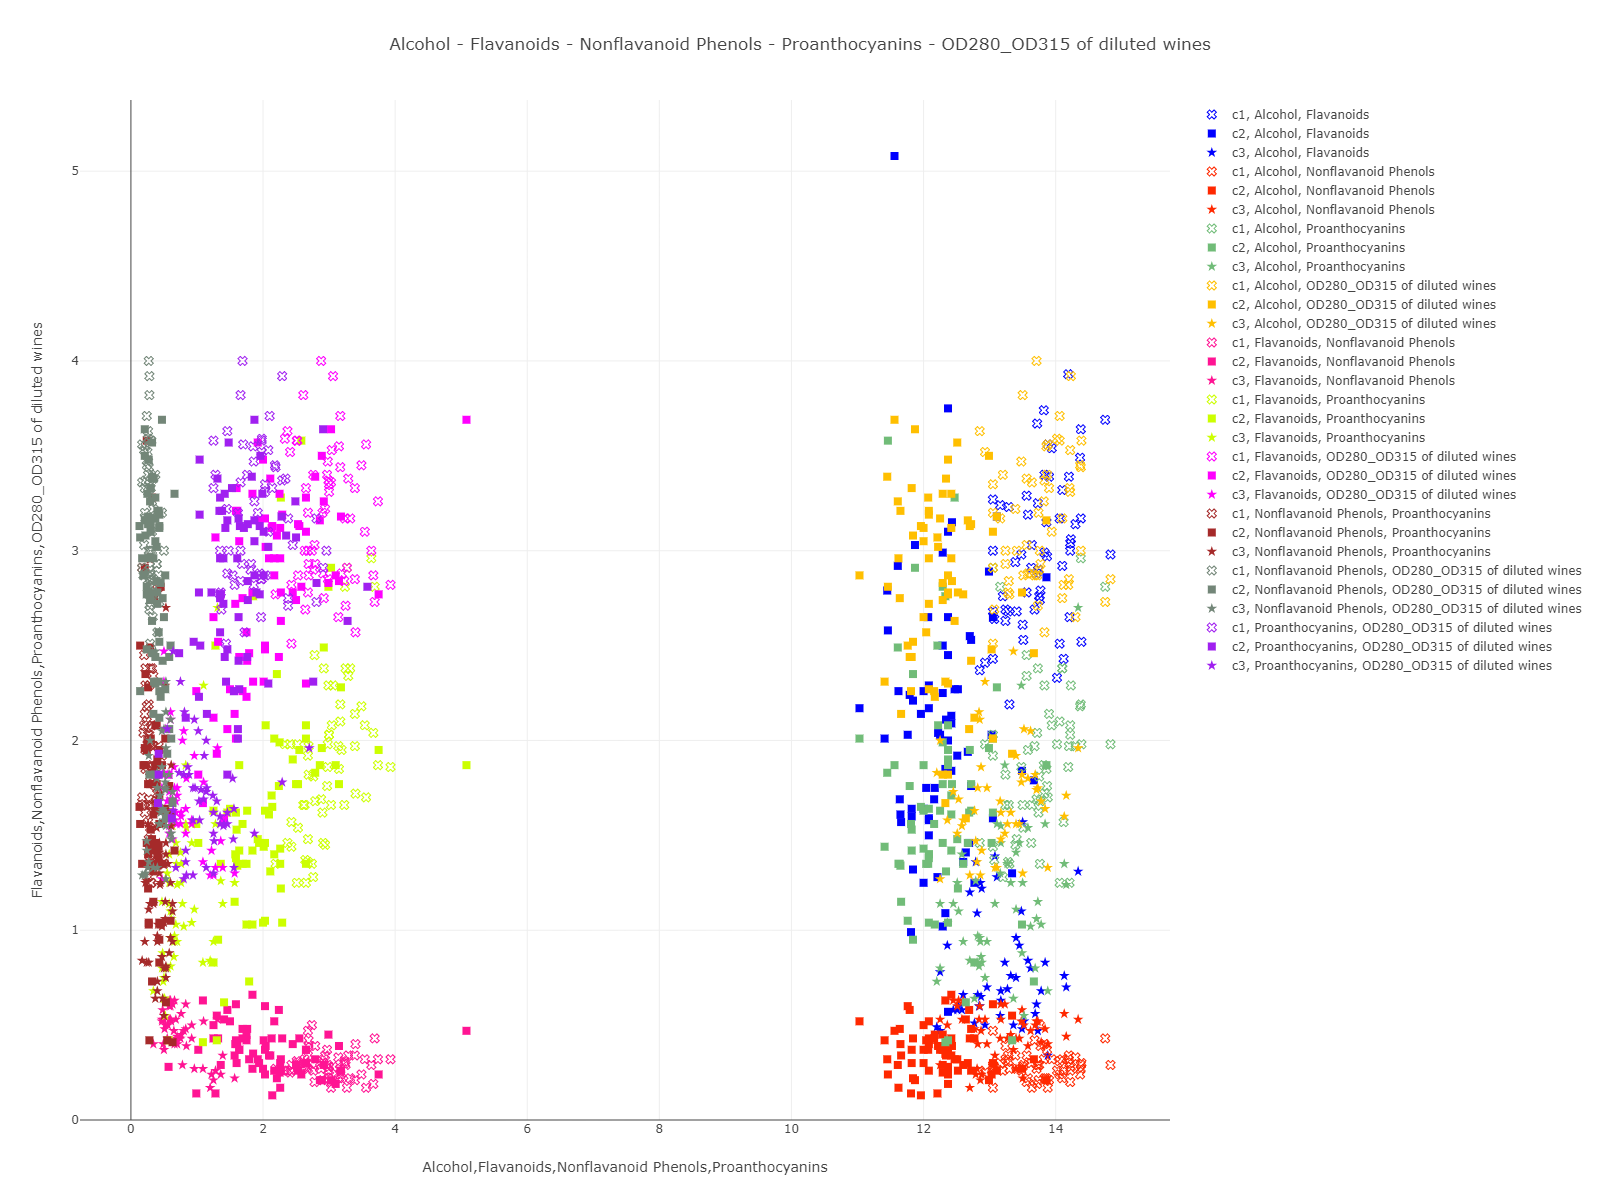 Alcohol - Flavanoids - Nonflavanoid Phenols - Proanthocyanins - OD280_OD315 of diluted wines
Flavanoids,Nonflavanoid Phenols,Proanthocyanins,OD280_OD315 of diluted wines
5
4
3
2
1
0
0 2 4 6 8 10 12 14
Alcohol,Flavanoids,Nonflavanoid Phenols,Proanthocyanins
c1, Alcohol, Flavanoids
c2, Alcohol, Flavanoids
c3, Alcohol, Flavanoids
c1, Alcohol, Nonflavanoid Phenols
c2, Alcohol, Nonflavanoid Phenols
c3, Alcohol, Nonflavanoid Phenols
c1, Alcohol, Proanthocyanins
c2, Alcohol, Proanthocyanins
c3, Alcohol, Proanthocyanins
c1, Alcohol, OD280_OD315 of diluted wines
c2, Alcohol, OD280_OD315 of diluted wines
c3, Alcohol, OD280_OD315 of diluted wines
c1, Flavanoids, Nonflavanoid Phenols
c2, Flavanoids, Nonflavanoid Phenols
c3, Flavanoids, Nonflavanoid Phenols
c1, Flavanoids, Proanthocyanins
c2, Flavanoids, Proanthocyanins
c3, Flavanoids, Proanthocyanins
c1, Flavanoids, OD280_OD315 of diluted wines
c2, Flavanoids, OD280_OD315 of diluted wines
c3, Flavanoids, OD280_OD315 of diluted wines
c1, Nonflavanoid Phenols, Proanthocyanins
c2, Nonflavanoid Phenols, Proanthocyanins
c3, Nonflavanoid Phenols, Proanthocyanins
c1, Nonflavanoid Phenols, OD280_OD315 of diluted wines
c2, Nonflavanoid Phenols, OD280_OD315 of diluted wines
c3, Nonflavanoid Phenols, OD280_OD315 of diluted wines
c1, Proanthocyanins, OD280_OD315 of diluted wines
c2, Proanthocyanins, OD280_OD315 of diluted wines
c3, Proanthocyanins, OD280_OD315 of diluted wines